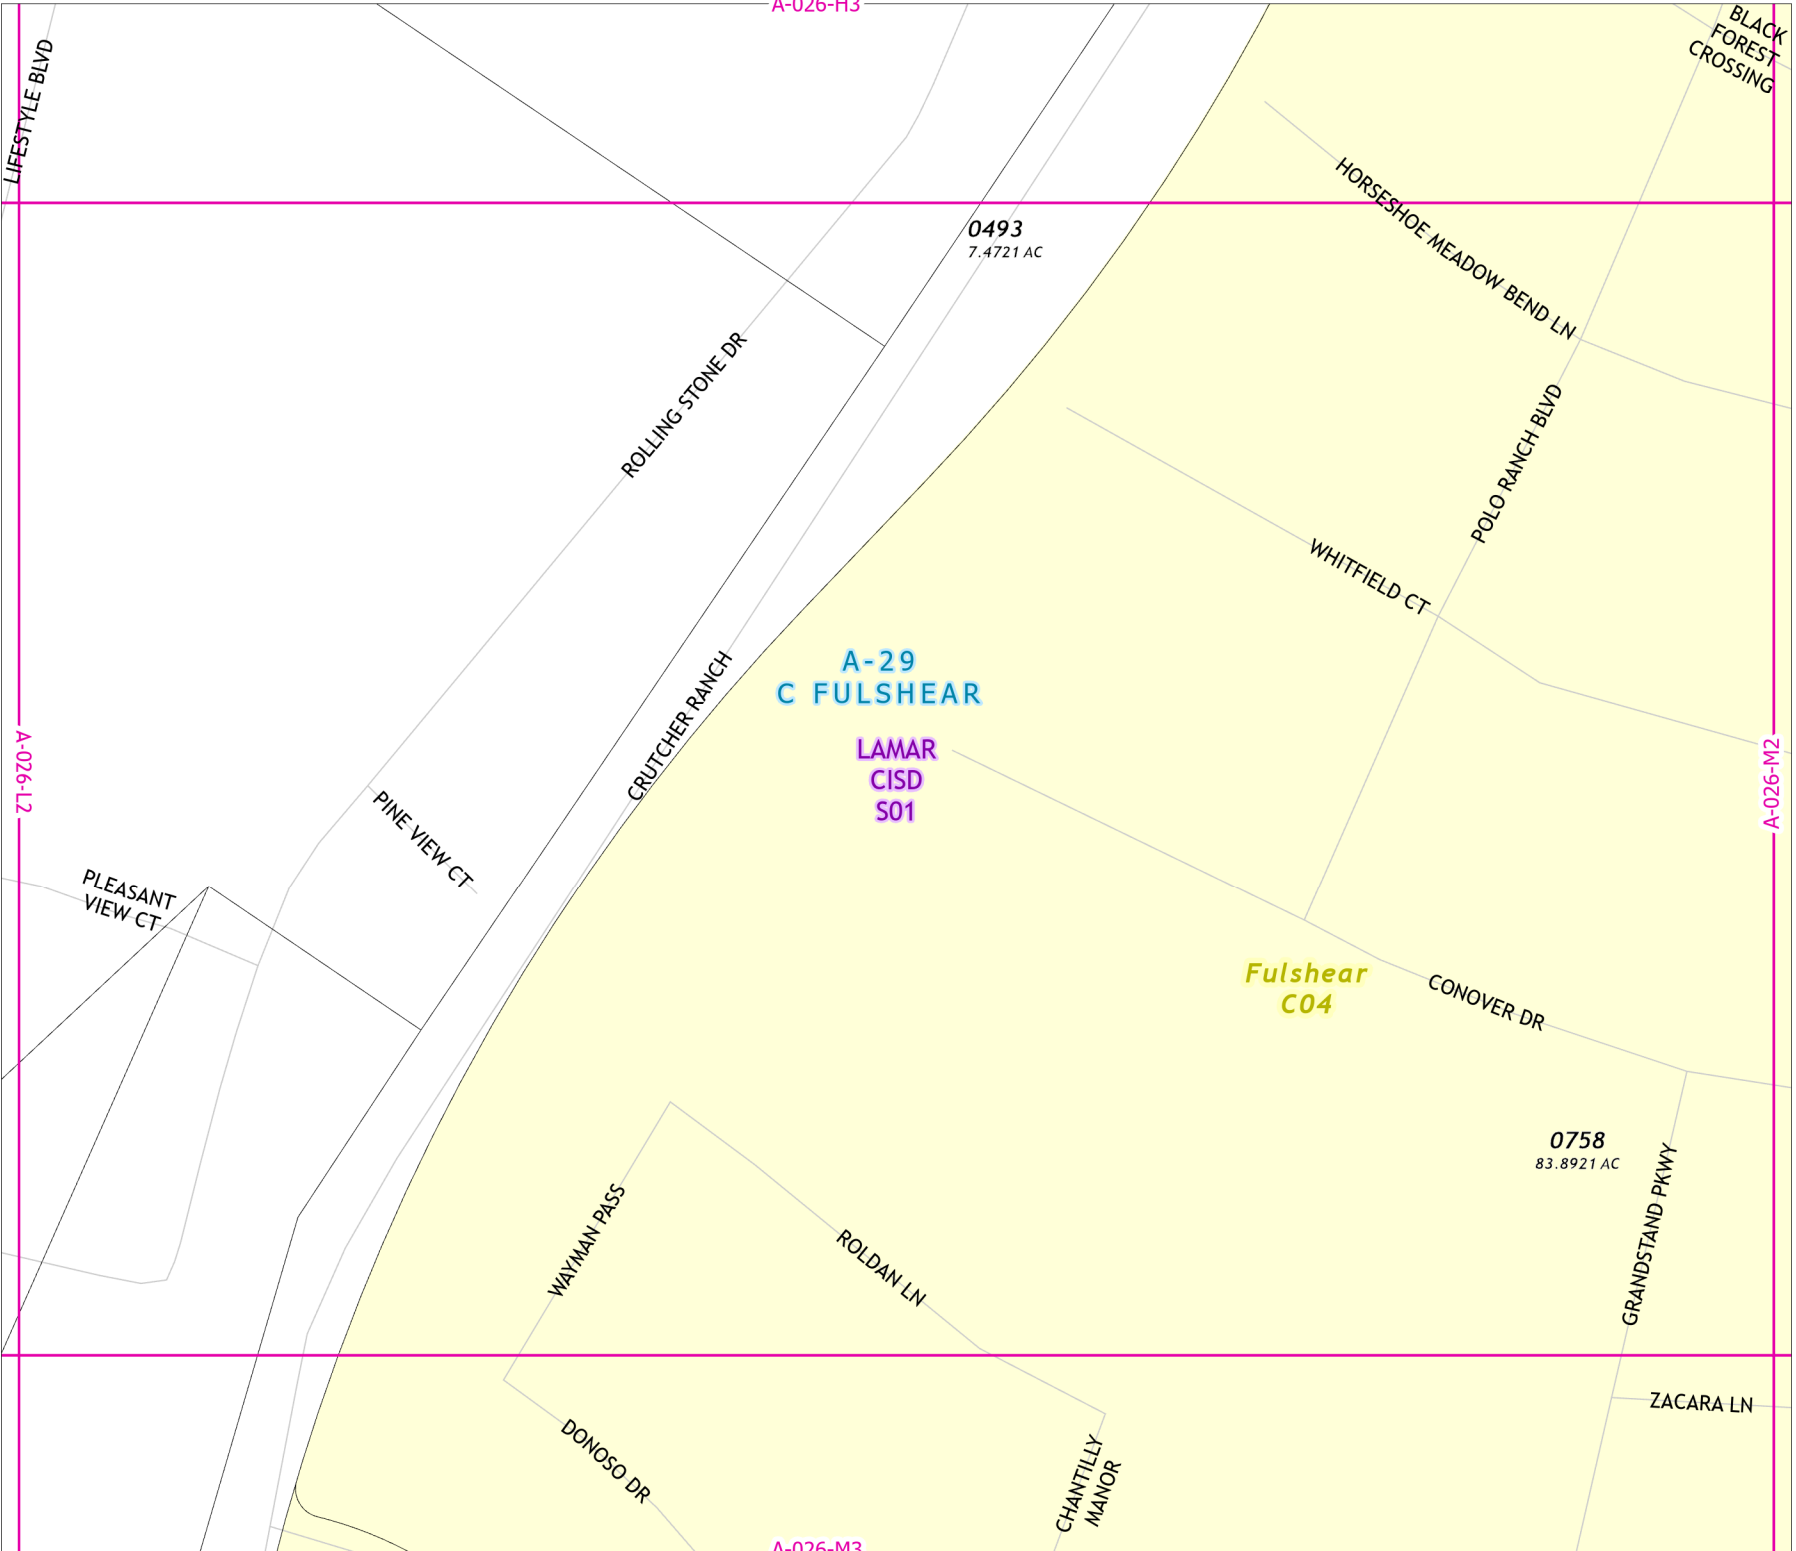 A-026-H3
BLACK
FOREST
CROSSING
LIFESTYLE BLVD
HORSESHOE MEADOW BEND LN
0493
7.4721 AC
ROLLING STONE DR
POLO RANCH BLVD
WHITFIELD CT
A-29
C FULSHEAR
CRUTCHER RANCH
LAMAR
CISD
S01
A-026-L2
A-026-M2
PINE VIEW CT
PLEASANT
VIEW CT
Fulshear
C04
CONOVER DR
0758
83.8921 AC
GRANDSTAND PKWY
WAYMAN PASS
ROLDAN LN
ZACARA LN
DONOSO DR
CHANTILLY
MANOR
A-026-M3